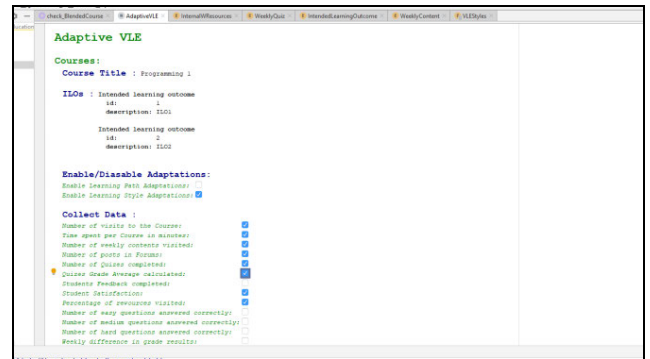 check_BlendedCourse
AdaptiveVLE
InternalWResources
WeeklyQuiz
IntendedLearningOutcome
WeeklyContent
VLEStyles
Adaptive VLE
Courses:
Course Title : Programming 1
ILOs : Intended learning outcome
id: 1
description: ILO1
Intended learning outcome
id: 2
description: ILO2
Enable/Diasable Adaptations:
Enable Learning Path Adaptations:
Enable Learning Style Adaptations:
Collect Data :
Number of visits to the Course:
Time spent per Course in minutes:
Number of weekly contents visited:
Number of posts in Forums:
Number of Quizes completed:
Quizes Grade Average calculated:
Students Feedback completed:
Student Satisfaction:
Percentage of resources visited:
Number of easy questions answered correctly:
Number of medium questions answered correctly:
Number of hard questions answered correctly:
Weekly difference in grade results: